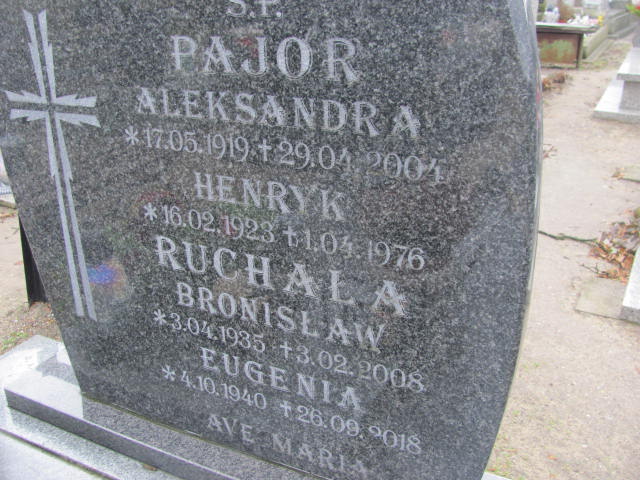 Ś.P.
PAJOR
ALEKSANDRA
*17.05.1919 +29.04.2004
HENRYK
*16.02.1923 +1.04.1976
RUCHAŁA
BRONISŁAW
*3.04.1935 +3.02.2008
EUGENIA
*4.10.1940 +26.09.2018
AVE MARIA